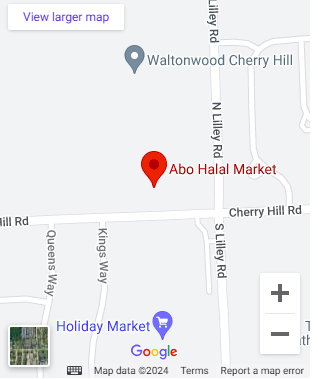 View larger map
Lilley Rd
Waltonwood Cherry Hill
N Lilley Rd
Abo Halal Market
Cherry Hill Rd
Hill Rd
Queens Way
Kings Way
S Lilley Rd
Holiday Market
Google
Map data ©2024 Terms Report a map error